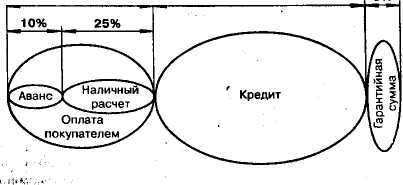 10%
25%
Аванс
Наличный
расчет
Оплата
покупателем
Кредит
Гарантийная
сумма